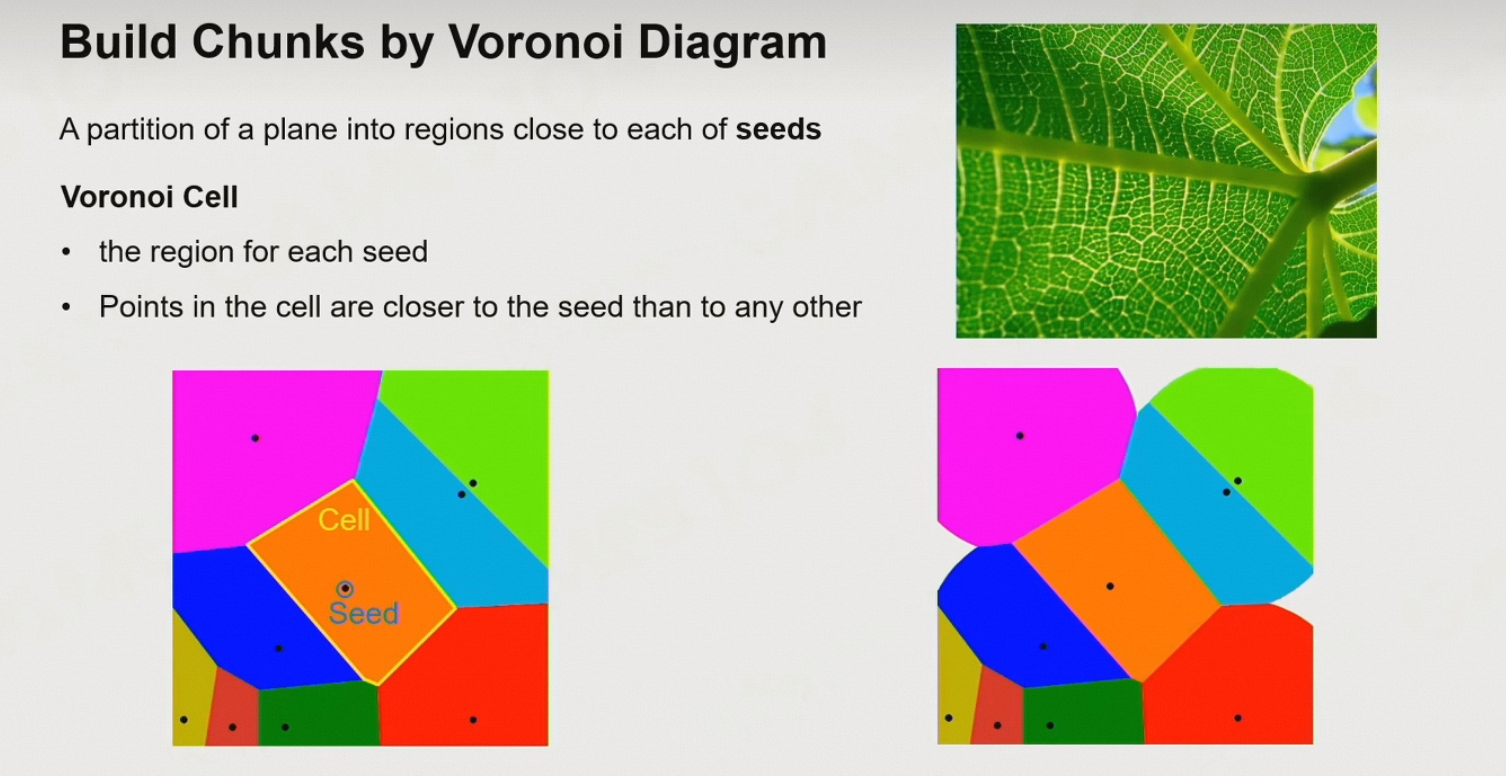 Build Chunks by Voronoi Diagram
A partition of a plane into regions close to each of seeds
Voronoi Cell
• the region for each seed
• Points in the cell are closer to the seed than to any other
Cell
Seed